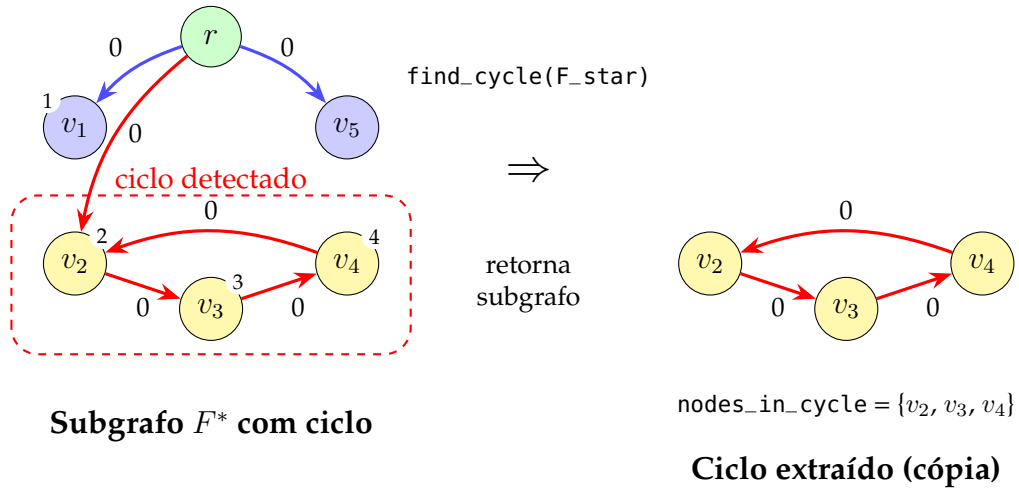 r
0
0
find_cycle(F_star)
1
v₁
0
v₅
ciclo detectado
⇒
0
2
4
v₂
v₄
3
v₃
0
0
retorna
subgrafo
0
v₂
v₄
v₃
0
0
Subgrafo F* com ciclo
nodes_in_cycle = {v₂, v₃, v₄}
Ciclo extraído (cópia)